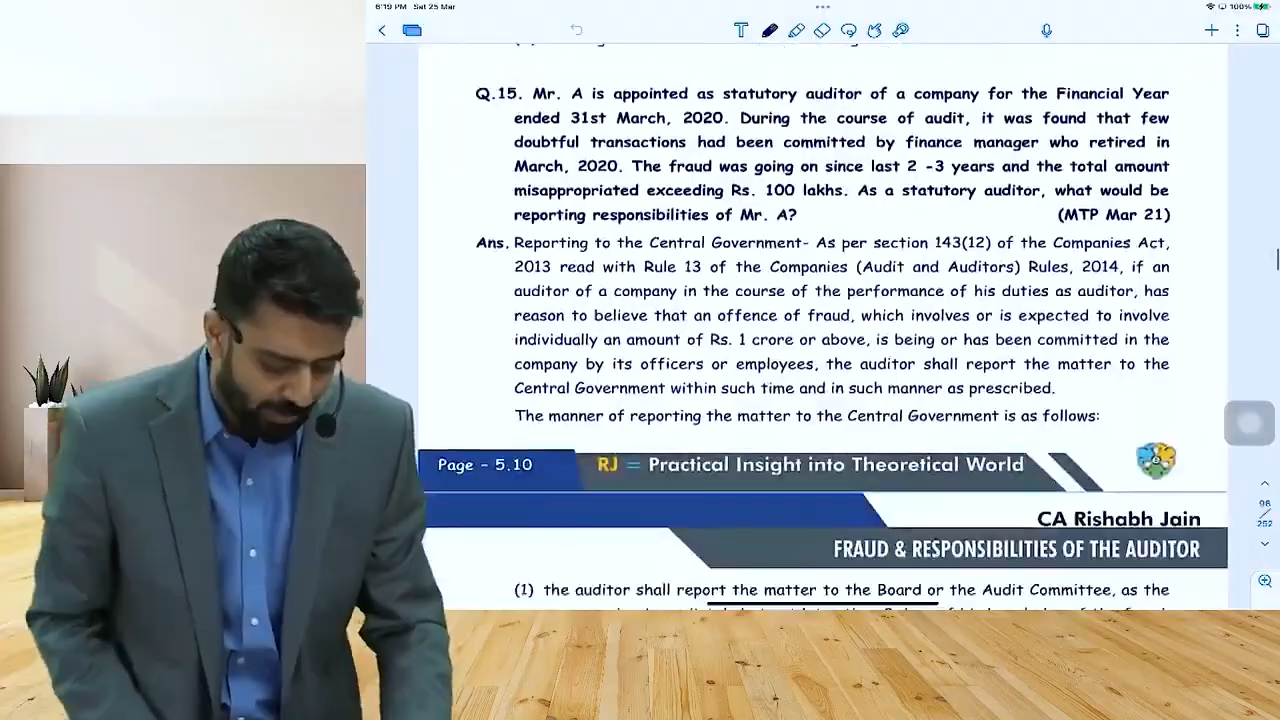 6:19 PM Sat 25 Mar
100%
T
Q.15. Mr. A is appointed as statutory auditor of a company for the Financial Year
ended 31st March, 2020. During the course of audit, it was found that few
doubtful transactions had been committed by finance manager who retired in
March, 2020. The fraud was going on since last 2 -3 years and the total amount
misappropriated exceeding Rs. 100 lakhs. As a statutory auditor, what would be
reporting responsibilities of Mr. A? (MTP Mar 21)
Ans. Reporting to the Central Government- As per section 143(12) of the Companies Act,
2013 read with Rule 13 of the Companies (Audit and Auditors) Rules, 2014, if an
auditor of a company in the course of the performance of his duties as auditor, has
reason to believe that an offence of fraud, which involves or is expected to involve
individually an amount of Rs. 1 crore or above, is being or has been committed in the
company by its officers or employees, the auditor shall report the matter to the
Central Government within such time and in such manner as prescribed.
The manner of reporting the matter to the Central Government is as follows:
Page - 5.10 RJ = Practical Insight into Theoretical World
96
252
CA Rishabh Jain
FRAUD & RESPONSIBILITIES OF THE AUDITOR
(1) the auditor shall report the matter to the Board or the Audit Committee, as the